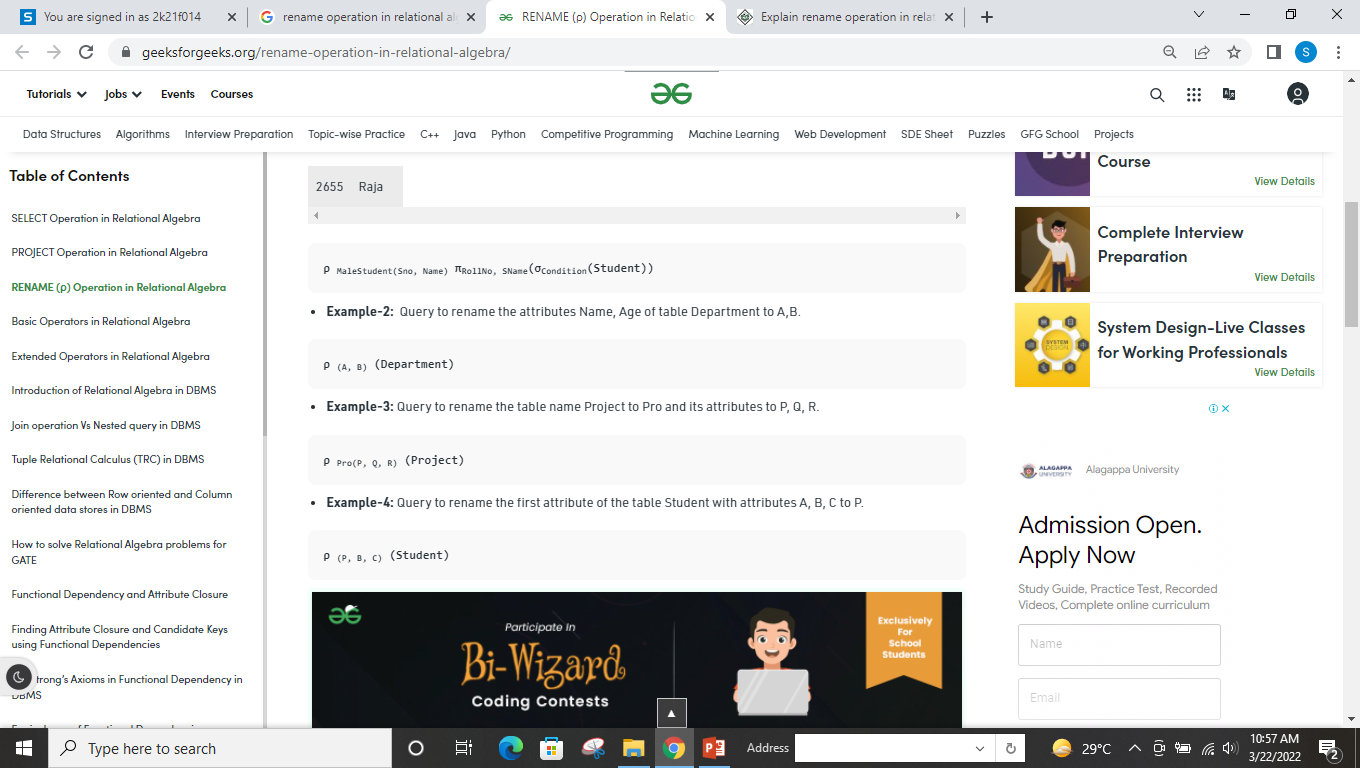 You are signed in as 2k21f014
rename operation in relational al
RENAME (ρ) Operation in Relatio
Explain rename operation in rela
geeksforgeeks.org/rename-operation-in-relational-algebra/
S
Tutorials Jobs Events Courses
Data Structures Algorithms Interview Preparation Topic-wise Practice C++ Java Python Competitive Programming Machine Learning Web Development SDE Sheet Puzzles GFG School Projects
Table of Contents
SELECT Operation in Relational Algebra
PROJECT Operation in Relational Algebra
RENAME (ρ) Operation in Relational Algebra
Basic Operators in Relational Algebra
Extended Operators in Relational Algebra
Introduction of Relational Algebra in DBMS
Join operation Vs Nested query in DBMS
Tuple Relational Calculus (TRC) in DBMS
Difference between Row oriented and Column
oriented data stores in DBMS
How to solve Relational Algebra problems for
GATE
Functional Dependency and Attribute Closure
Finding Attribute Closure and Candidate Keys
using Functional Dependencies
trong's Axioms in Functional Dependency in
DBMS
2655 Raja
ρ MaleStudent(Sno, Name) πRollNo, SName(σCondition(Student))
• Example-2: Query to rename the attributes Name, Age of table Department to A,B.
ρ (A, B) (Department)
• Example-3: Query to rename the table name Project to Pro and its attributes to P, Q, R.
ρ Pro(P, Q, R) (Project)
• Example-4: Query to rename the first attribute of the table Student with attributes A, B, C to P.
ρ (P, B, C) (Student)
Participate In
Bi-Wizard
Coding Contests
Exclusively
For
School
Students
Course
View Details
Complete Interview
Preparation
View Details
SYSTEM
DESIGN
System Design-Live Classes
for Working Professionals
View Details
ALAGAPPA
UNIVERSITY
Alagappa University
Admission Open.
Apply Now
Study Guide, Practice Test, Recorded
Videos, Complete online curriculum
Name
Email
Type here to search
Address
29°C
10:57 AM
3/22/2022
2